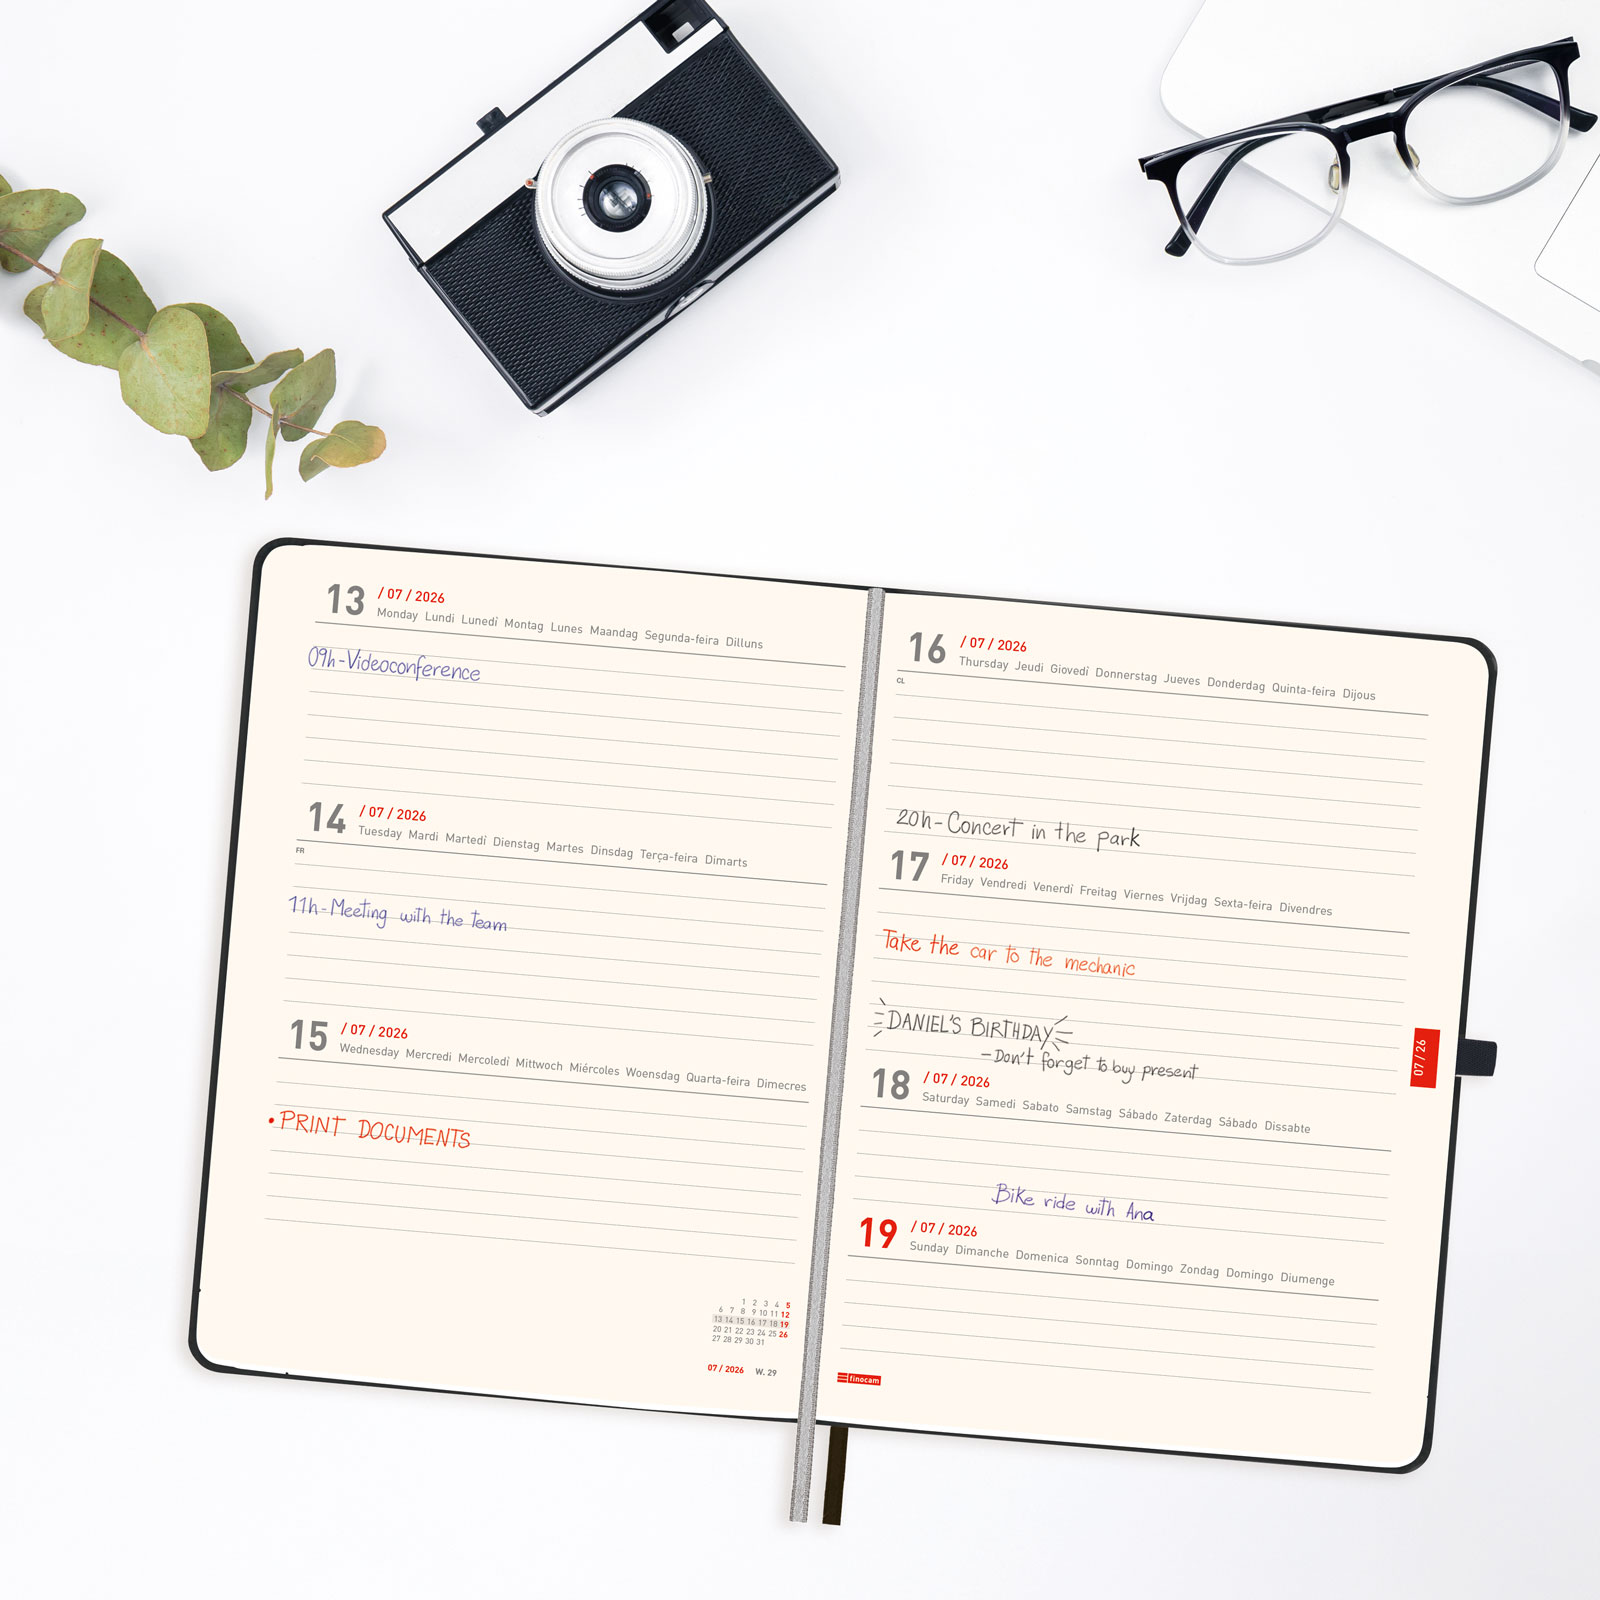 13 / 07 / 2026
Monday Lundi Lunedì Montag Lunes Maandag Segunda-feira Dilluns
09h-Videoconference
14 / 07 / 2026
Tuesday Mardi Martedì Dienstag Martes Dinsdag Terça-feira Dimarts
FR
11h-Meeting with the team
15 / 07 / 2026
Wednesday Mercredi Mercoledì Mittwoch Miércoles Woensdag Quarta-feira Dimecres
• PRINT DOCUMENTS
1 2 3 4 5
6 7 8 9 10 11 12
13 14 15 16 17 18 19
20 21 22 23 24 25 26
27 28 29 30 31
07 / 2026 W. 29
16 / 07 / 2026
Thursday Jeudi Giovedì Donnerstag Jueves Donderdag Quinta-feira Dijous
CL
20h-Concert in the park
17 / 07 / 2026
Friday Vendredi Venerdì Freitag Viernes Vrijdag Sexta-feira Divendres
Take the car to the mechanic
DANIEL'S BIRTHDAY
-Don't forget to buy present
07 / 26
18 / 07 / 2026
Saturday Samedi Sabato Samstag Sábado Zaterdag Sábado Dissabte
Bike ride with Ana
19 / 07 / 2026
Sunday Dimanche Domenica Sonntag Domingo Zondag Domingo Diumenge
finocam